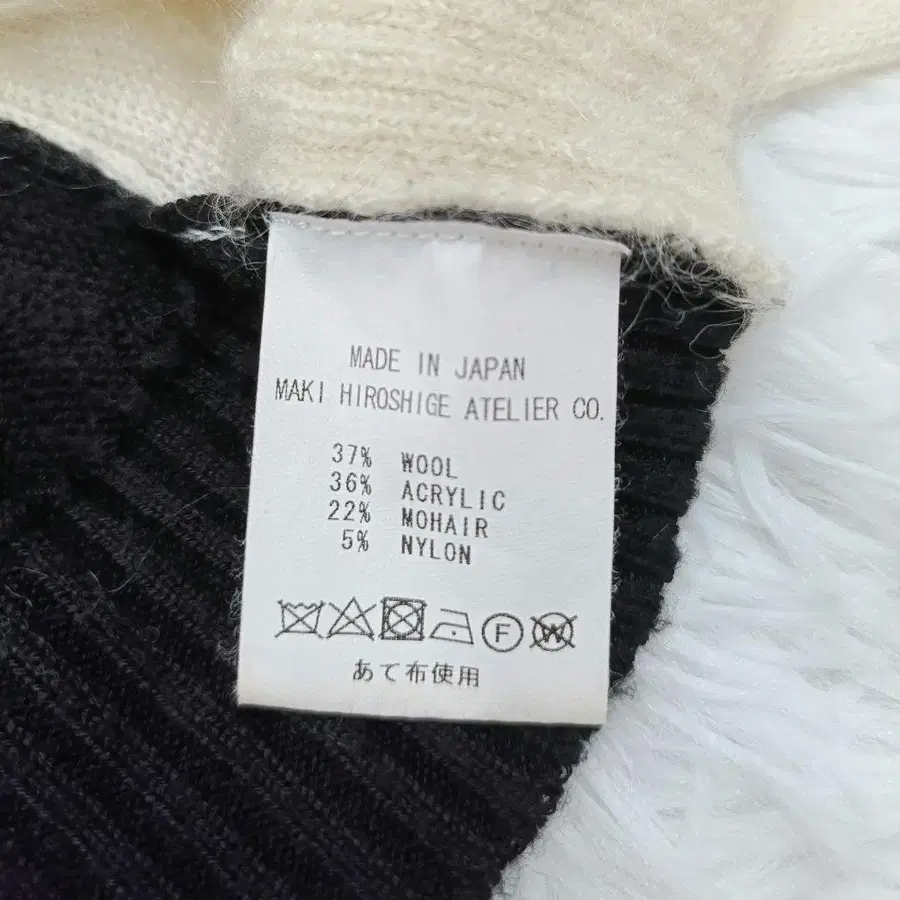 MADE IN JAPAN
MAKI HIROSHIGE ATELIER CO.
37% WOOL
36% ACRYLIC
22% MOHAIR
5% NYLON
F W
あて布使用